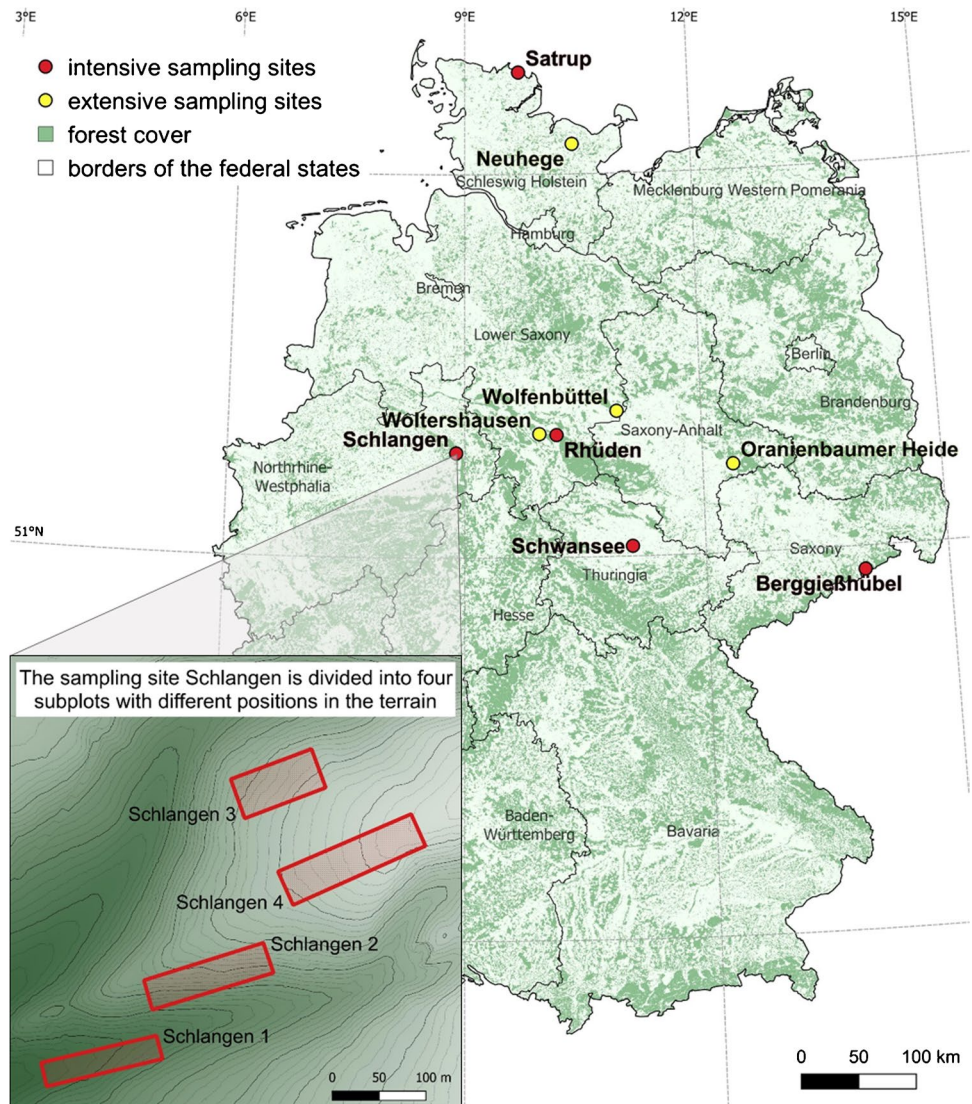 3°E
6°E
9°E
12°E
15°E
intensive sampling sites
extensive sampling sites
forest cover
borders of the federal states
Satrup
Neuhege
Schleswig Holstein
Mecklenburg Western Pomerania
Hamburg
Bremen
Lower Saxony
Berlin
Brandenburg
Wolfenbüttel
Woltershausen
Saxony-Anhalt
Schlangen
Rhüden
Oranienbaumer Heide
Northrhine-
Westphalia
51°N
Schwansee
Saxony
Thuringia
Berggießhübel
Hesse
The sampling site Schlangen is divided into four
subplots with different positions in the terrain
Schlangen 3
Schlangen 4
Schlangen 2
Schlangen 1
0 50 100 m
Baden-
Württemberg
Bavaria
0 50 100 km